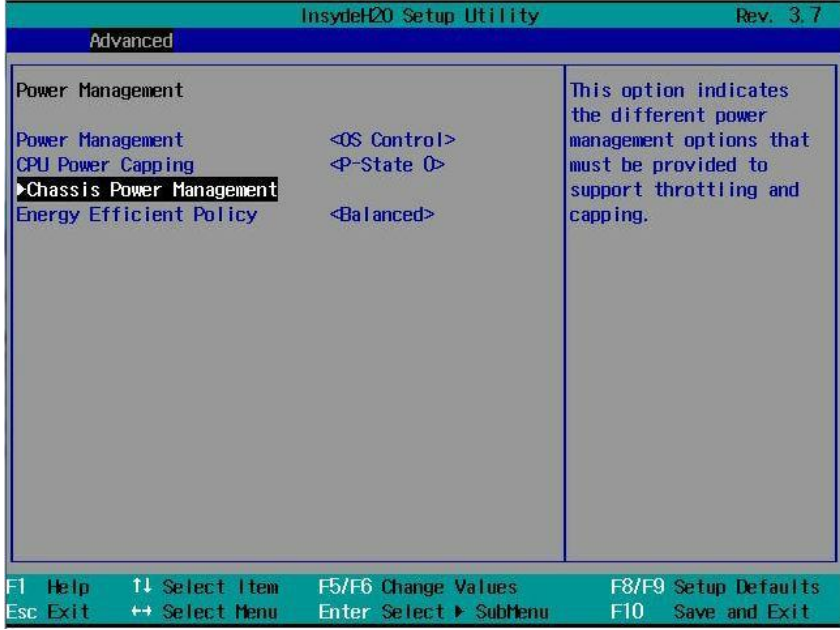 InsydeH20 Setup Utility Rev. 3.7
Advanced
Power Management
Power Management <OS Control>
CPU Power Capping <P-State 0>
▶Chassis Power Management
Energy Efficient Policy <Balanced>
This option indicates
the different power
management options that
must be provided to
support throttling and
capping.
F1 Help ↑↓ Select Item F5/F6 Change Values F8/F9 Setup Defaults
Esc Exit ↔ Select Menu Enter Select ▶ SubMenu F10 Save and Exit